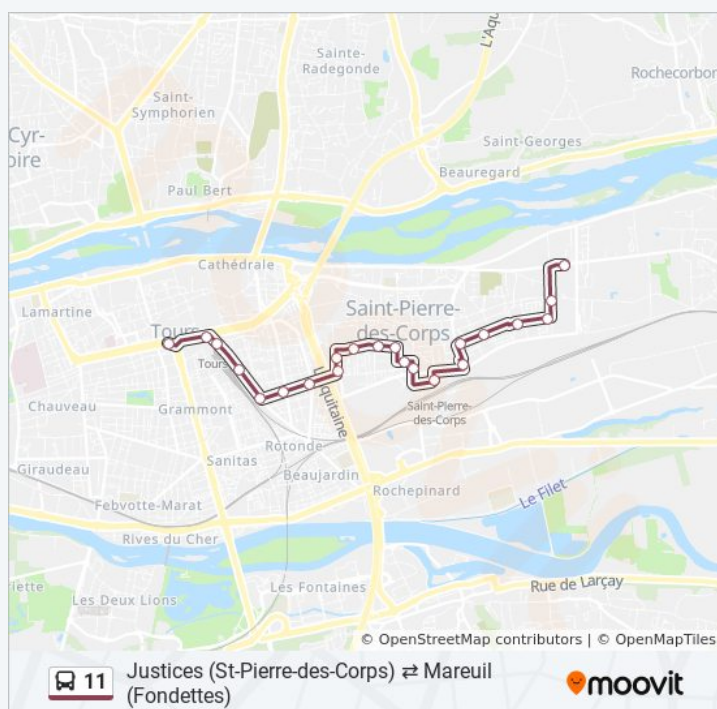 Sainte-
Radegonde
L'Aqu
Rochecorbon
Saint-
Symphorien
Cyr-
oire
Saint-Georges
Beauregard
Paul Bert
Cathédrale
Lamartine
Saint-Pierre-
des-Corps
Tours
Tours
L'Aquitaine
Chauveau
Grammont
Saint-Pierre-
des-Corps
Rotonde
Sanitas
Giraudeau
Beaujardin
Rochepinard
Le Filet
Febvotte-Marat
Rives du Cher
Les Fontaines
Rue de Larçay
riette
Les Deux Lions
© OpenStreetMap contributors | © OpenMapTiles
11
Justices (St-Pierre-des-Corps) ⇄ Mareuil
(Fondettes)
moovit